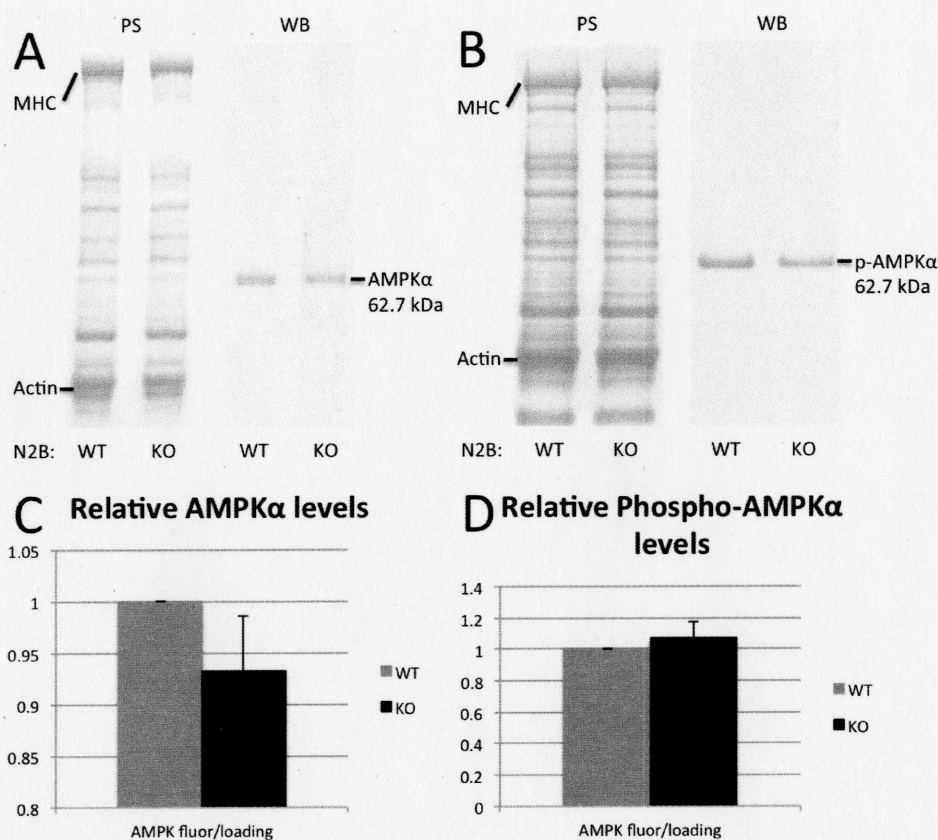 A
PS
WB
MHC
AMPKα
62.7 kDa
Actin
N2B: WT KO WT KO
B
PS
WB
MHC
p-AMPKα
62.7 kDa
Actin
WT KO WT KO
C Relative AMPKα levels
1.05
1
0.95
0.9
0.85
0.8
WT
KO
AMPK fluor/loading
D Relative Phospho-AMPKα
levels
1.4
1.2
1
0.8
0.6
0.4
0.2
0
WT
KO
AMPK fluor/loading